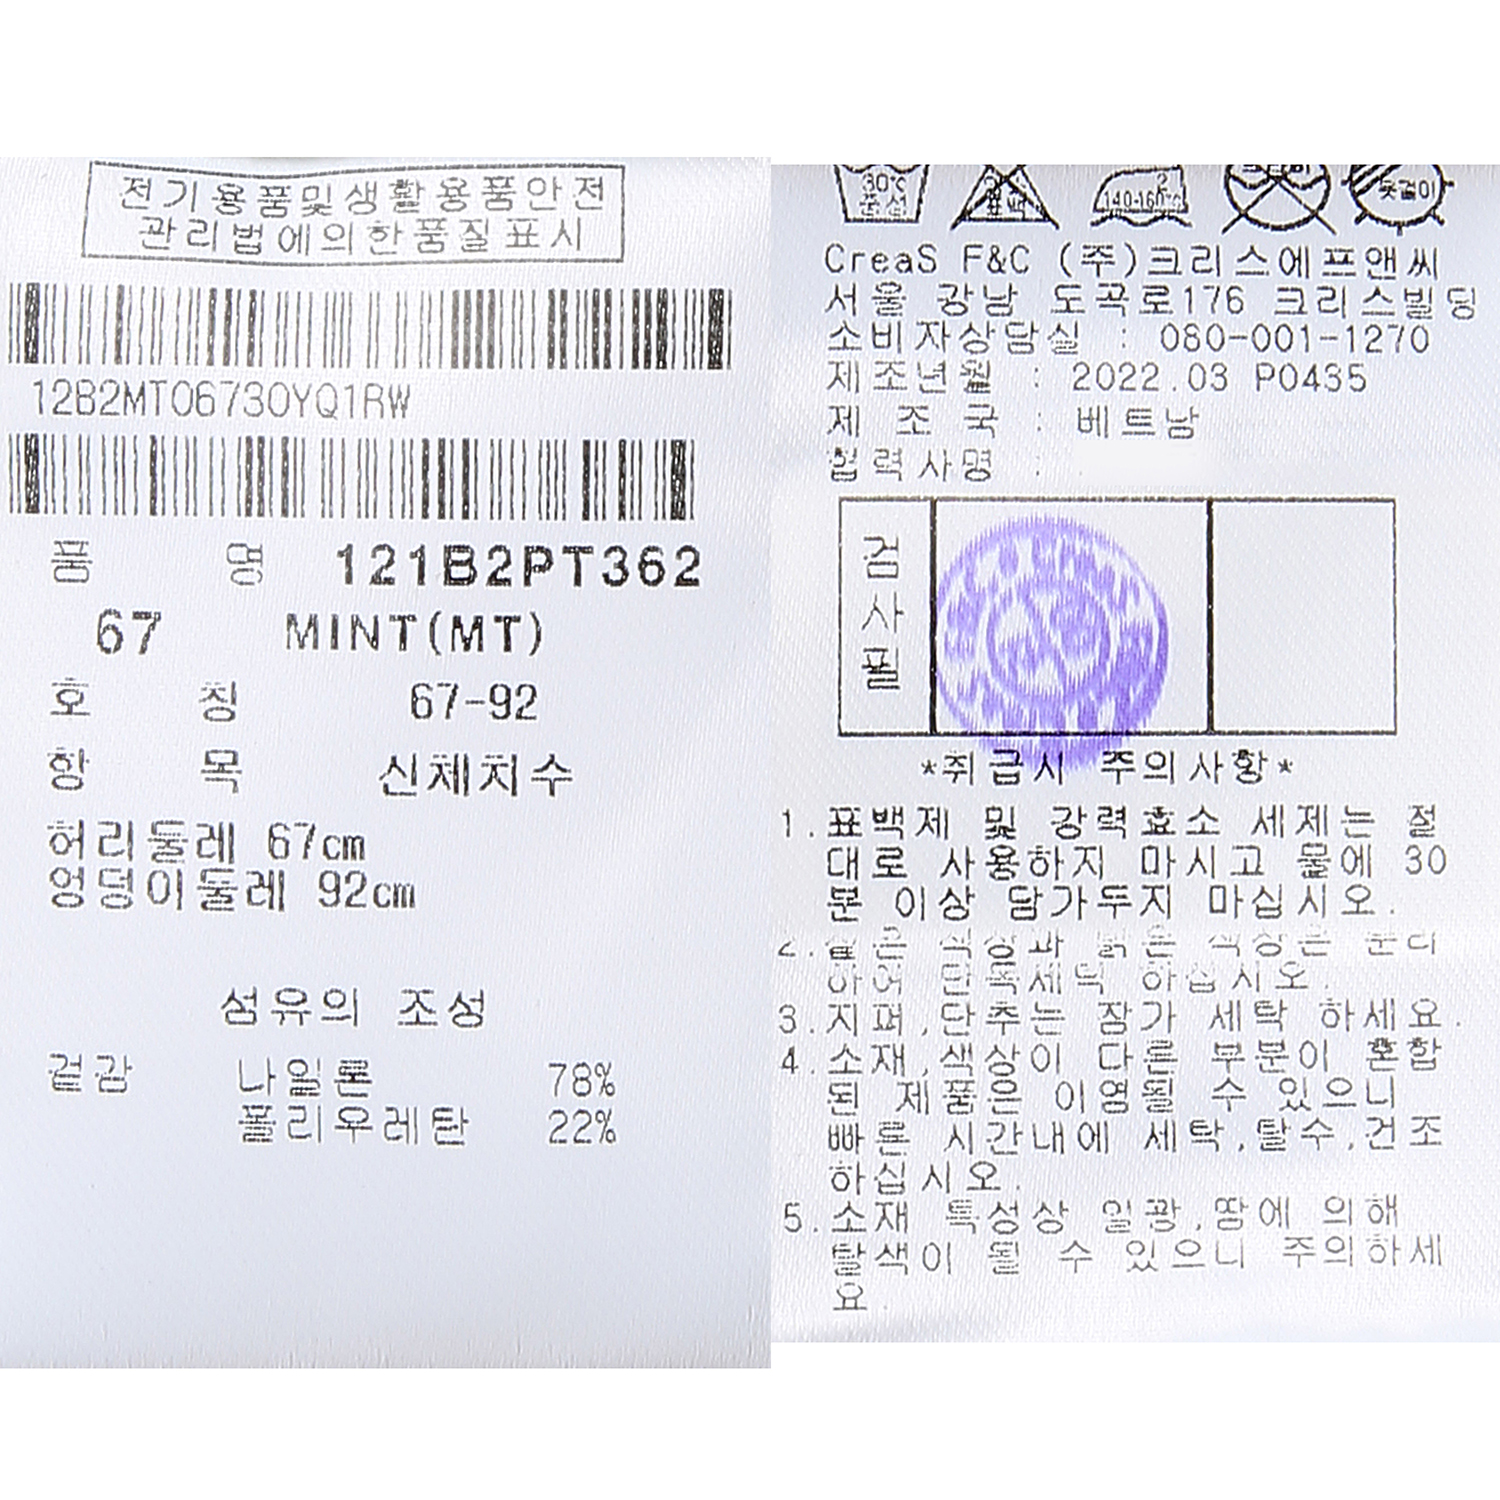 전기용품및생활용품안전
관리법에의한품질표시
12B2MT06730YQ1RW
품 명 121B2PT362
67 MINT(MT)
호 칭 67-92
항 목 신체치수
허리둘레 67cm
엉덩이둘레 92cm
섬유의 조성
겉감 나일론 78%
폴리우레탄 22%
30℃
중성
표백
140-160℃
옷걸이
CreaS F&C (주)크리스에프앤씨
서울 강남 도곡로176 크리스빌딩
소비자상담실 : 080-001-1270
제조년월 : 2022.03 P0435
제 조 국 : 베트남
협력사명 :
검
사
필
*취급시 주의사항*
1.표백제 및 강력효소 세제는 절
대로 사용하지 마시고 물에 30
분 이상 담가두지 마십시오.
2.짙은 색상과 밝은 색상은 분리
하여 단독세탁 하십시오.
3.지퍼,단추는 잠가 세탁 하세요.
4.소재,색상이 다른 부분이 혼합
된 제품은 이염될 수 있으니
빠른 시간내에 세탁,탈수,건조
하십시오.
5.소재 특성상 일광,땀에 의해
탈색이 될 수 있으니 주의하세
요.